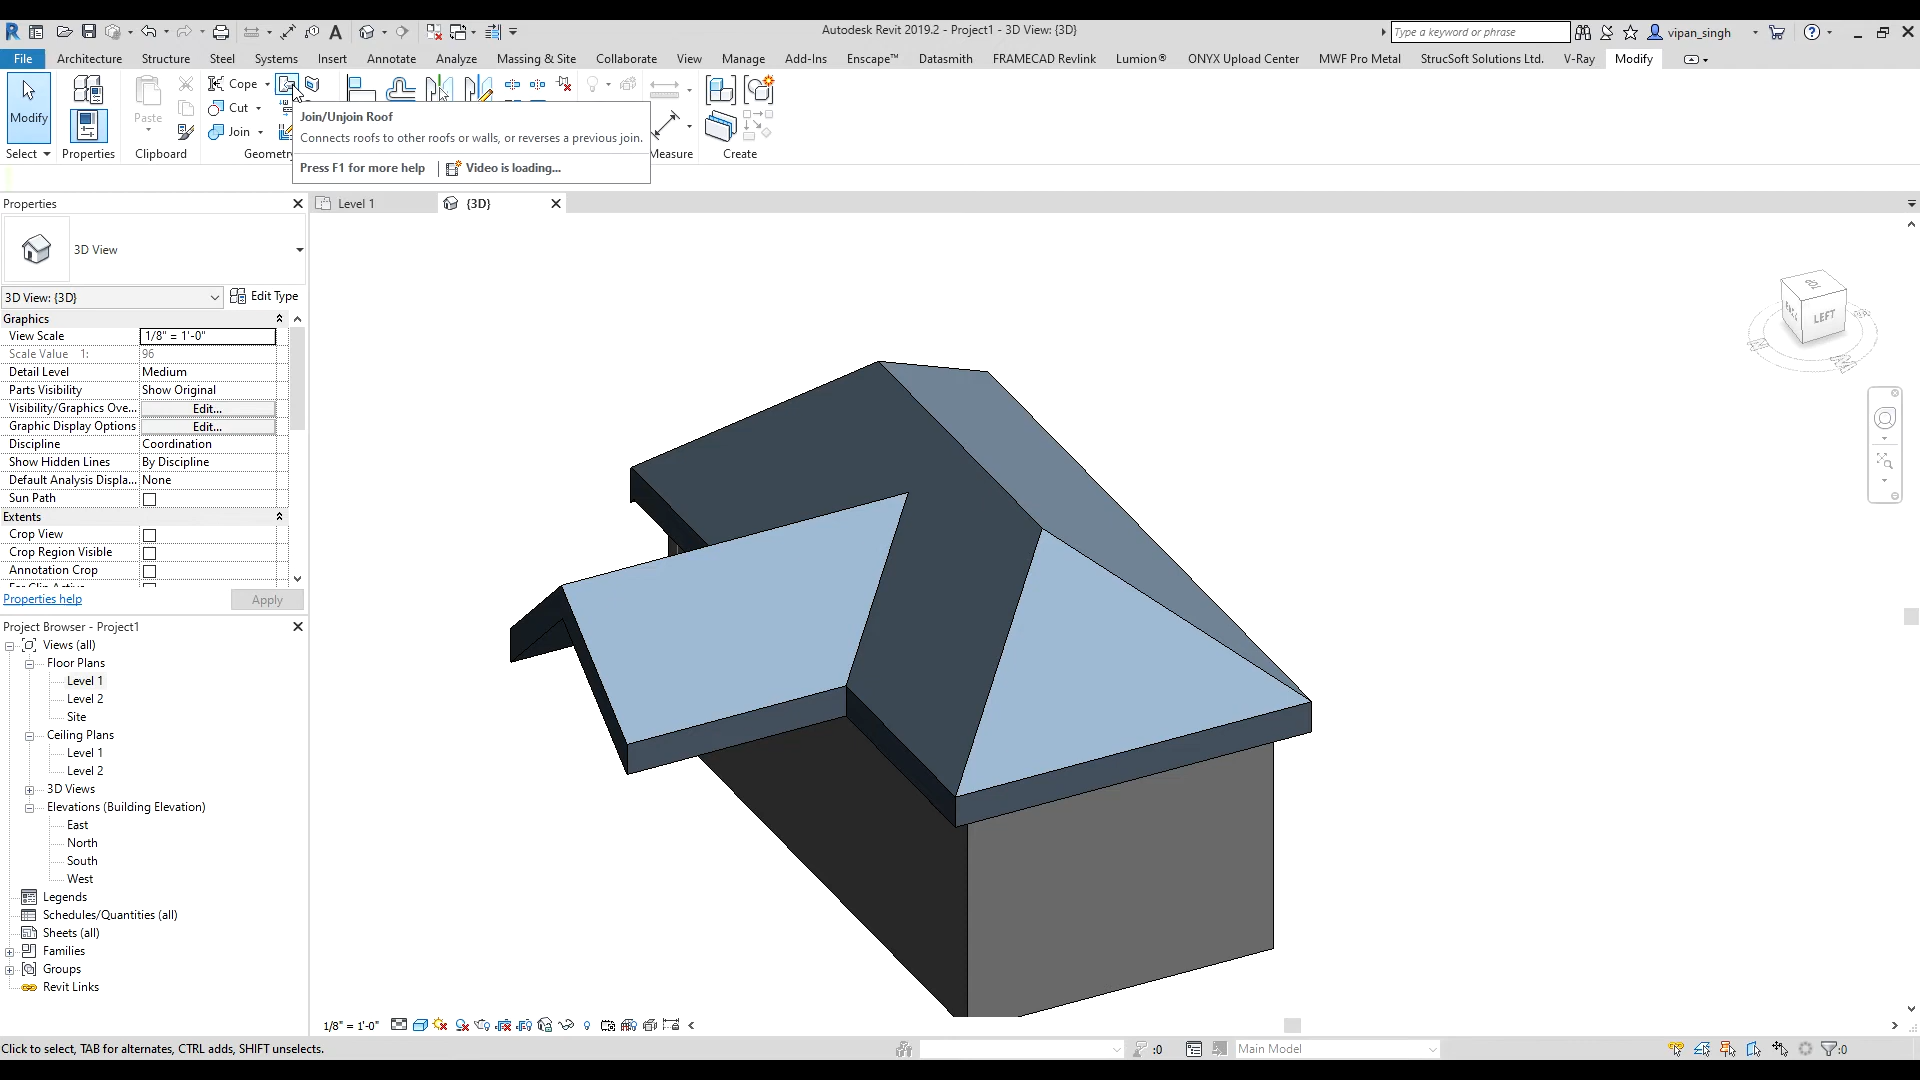 Autodesk Revit 2019.2 - Project1 - 3D View: {3D}
Type a keyword or phrase
vipan_singh
File Architecture Structure Steel Systems Insert Annotate Analyze Massing & Site Collaborate View Manage Add-Ins Enscape™ Datasmith FRAMECAD Revlink Lumion® ONYX Upload Center MWF Pro Metal StrucSoft Solutions Ltd. V-Ray Modify
Modify
Paste
Cope
Cut
Join
Select Properties Clipboard Geometry Measure Create
Join/Unjoin Roof
Connects roofs to other roofs or walls, or reverses a previous join.
Press F1 for more help Video is loading...
Properties
Level 1 {3D}
3D View
3D View: {3D} Edit Type
Graphics
View Scale 1/8" = 1'-0"
Scale Value 1: 96
Detail Level Medium
Parts Visibility Show Original
Visibility/Graphics Ove... Edit...
Graphic Display Options Edit...
Discipline Coordination
Show Hidden Lines By Discipline
Default Analysis Displa... None
Sun Path
Extents
Crop View
Crop Region Visible
Annotation Crop
Properties help Apply
Project Browser - Project1
Views (all)
Floor Plans
Level 1
Level 2
Site
Ceiling Plans
Level 1
Level 2
3D Views
Elevations (Building Elevation)
East
North
South
West
Legends
Schedules/Quantities (all)
Sheets (all)
Families
Groups
Revit Links
TOP
LEFT
1/8" = 1'-0"
Click to select, TAB for alternates, CTRL adds, SHIFT unselects.
:0
Main Model
:0